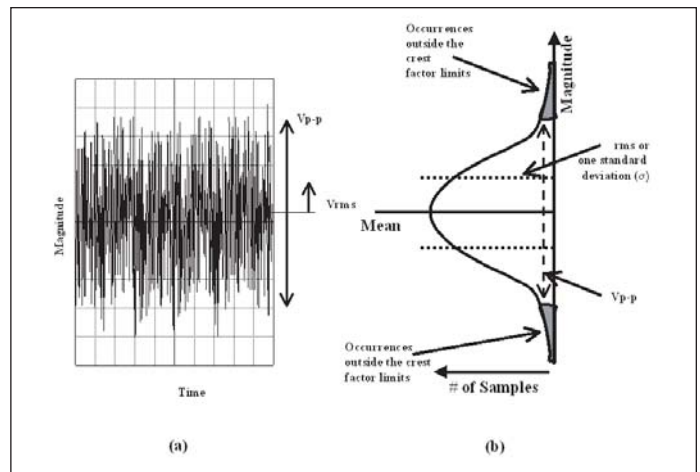 Vp-p
Vrms
Magnitude
Time
(a)
Occurrences
outside the
crest
factor limits
Magnitude
rms or
one standard
deviation (σ)
Mean
Vp-p
Occurrences
outside the crest
factor limits
# of Samples
(b)